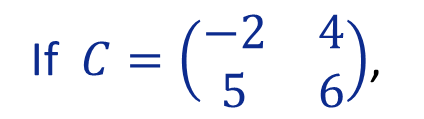 If C = (−2 4
5 6),